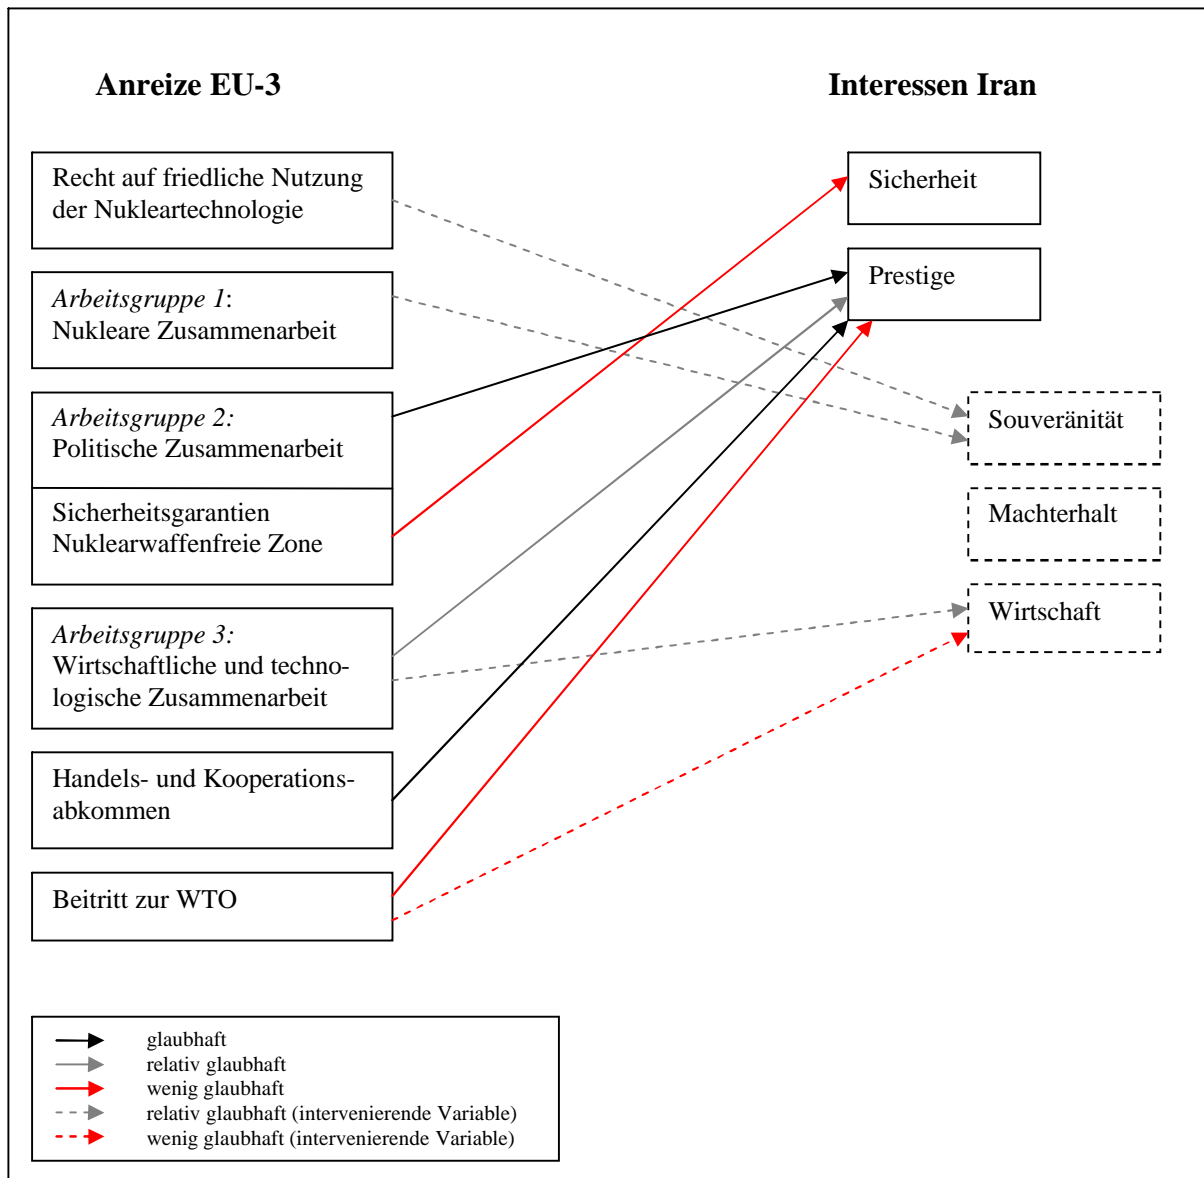 Anreize EU-3
Interessen Iran
Recht auf friedliche Nutzung
der Nukleartechnologie
Arbeitsgruppe 1:
Nukleare Zusammenarbeit
Arbeitsgruppe 2:
Politische Zusammenarbeit
Sicherheitsgarantien
Nuklearwaffenfreie Zone
Arbeitsgruppe 3:
Wirtschaftliche und techno-
logische Zusammenarbeit
Handels- und Kooperations-
abkommen
Beitritt zur WTO
Sicherheit
Prestige
Souveränität
Machterhalt
Wirtschaft
glaubhaft
relativ glaubhaft
wenig glaubhaft
relativ glaubhaft (intervenierende Variable)
wenig glaubhaft (intervenierende Variable)